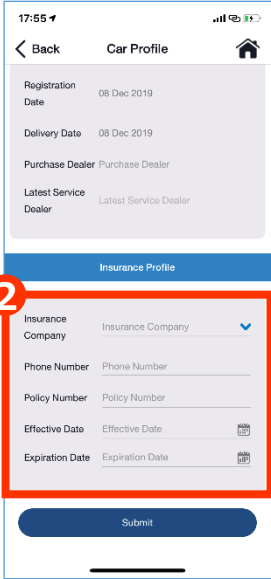 17:55
Back Car Profile
Registration Date 08 Dec 2019
Delivery Date 08 Dec 2019
Purchase Dealer Purchase Dealer
Latest Service Dealer Latest Service Dealer
Insurance Profile
2
Insurance Company Insurance Company
Phone Number Phone Number
Policy Number Policy Number
Effective Date Effective Date
Expiration Date Expiration Date
Submit